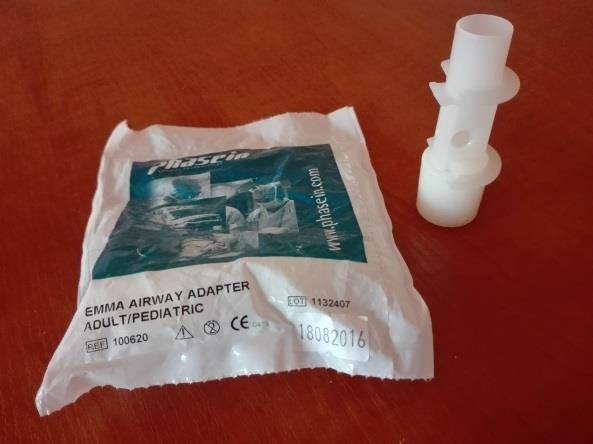 Phasein
www.phasein.com
EMMA AIRWAY ADAPTER
ADULT/PEDIATRIC
REF 100620
LOT 1132407
CE
18082016